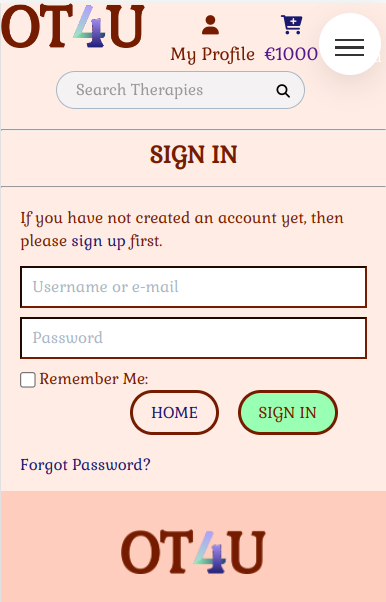 OT4U
My Profile €1000
Search Therapies
SIGN IN
If you have not created an account yet, then
please sign up first.
Username or e-mail
Password
Remember Me:
HOME SIGN IN
Forgot Password?
OT4U